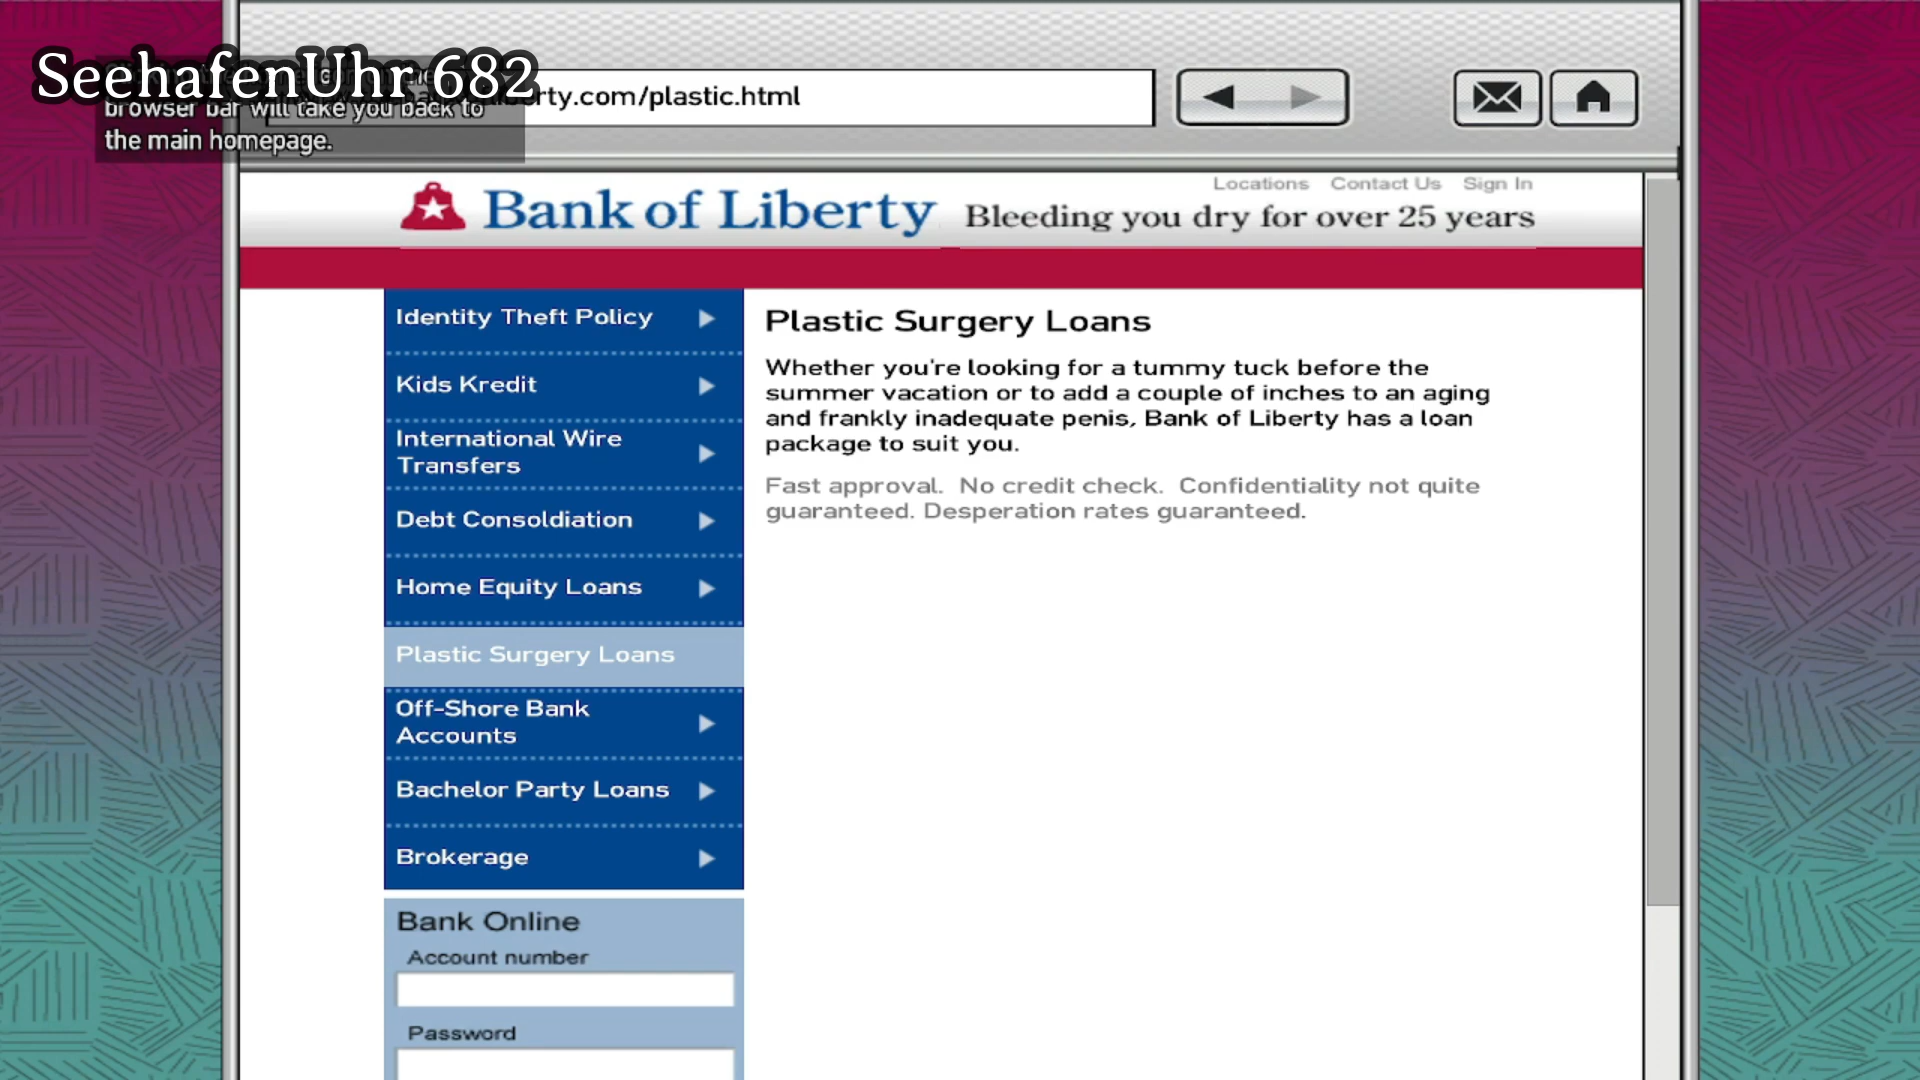 SeehafenUhr 682
browser bar will take you back to
the main homepage.
liberty.com/plastic.html
Locations Contact Us Sign In
Bank of Liberty
Bleeding you dry for over 25 years
Identity Theft Policy
Kids Kredit
International Wire
Transfers
Debt Consoldiation
Home Equity Loans
Plastic Surgery Loans
Off-Shore Bank
Accounts
Bachelor Party Loans
Brokerage
Bank Online
Account number
Password
Plastic Surgery Loans
Whether you're looking for a tummy tuck before the
summer vacation or to add a couple of inches to an aging
and frankly inadequate penis, Bank of Liberty has a loan
package to suit you.
Fast approval. No credit check. Confidentiality not quite
guaranteed. Desperation rates guaranteed.